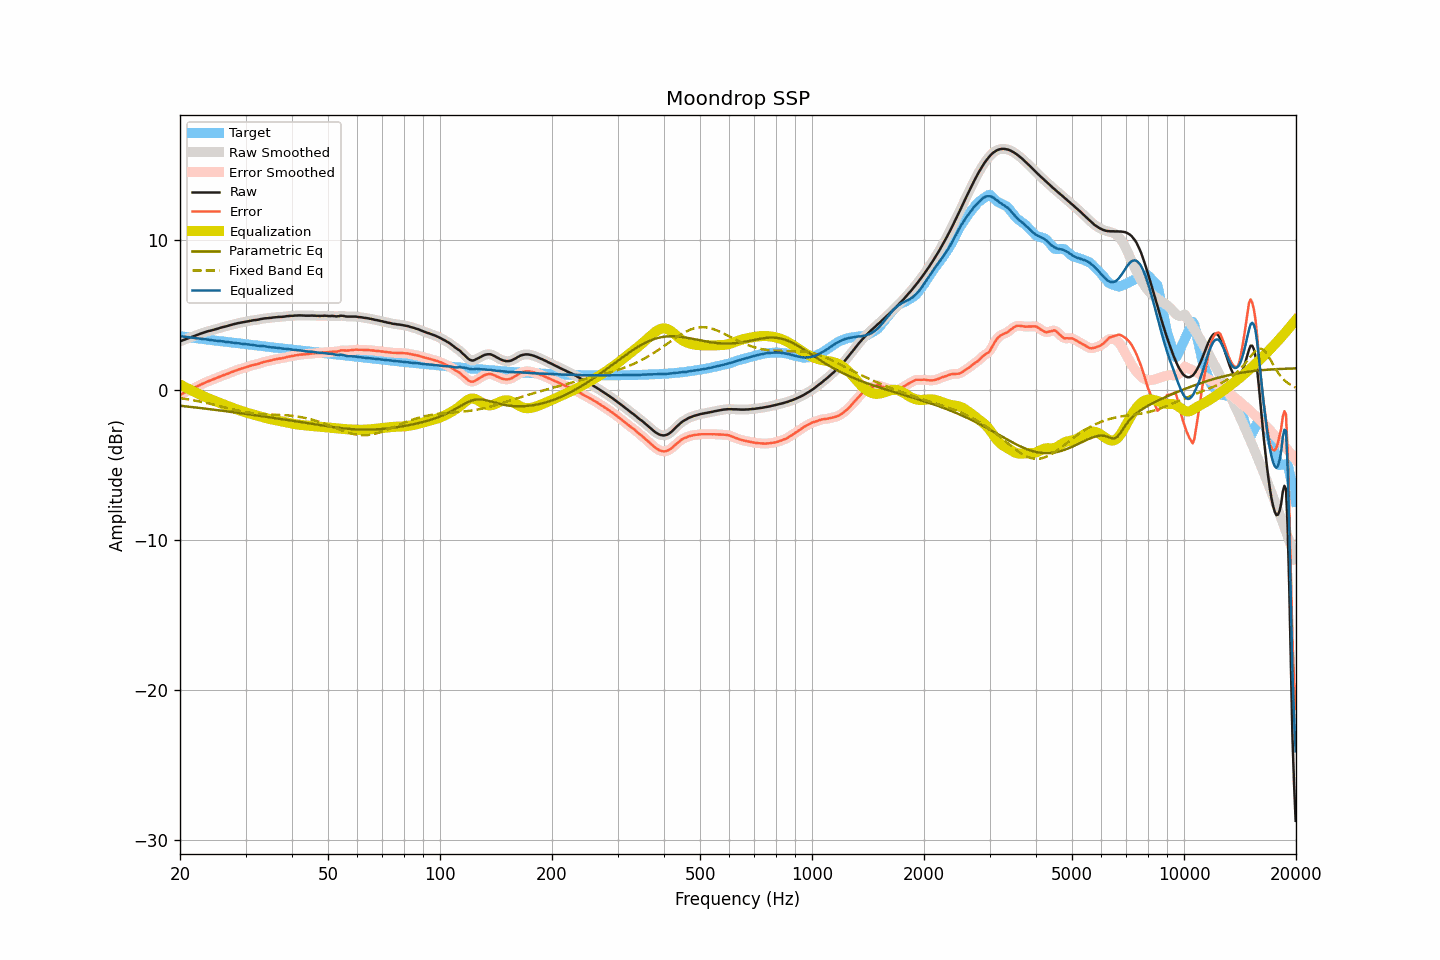 Moondrop SSP
Target
Raw Smoothed
Error Smoothed
Raw
Error
Equalization
Parametric Eq
Fixed Band Eq
Equalized
10
0
−10
−20
−30
Amplitude (dBr)
20
50
100
200
500
1000
2000
5000
10000
20000
Frequency (Hz)